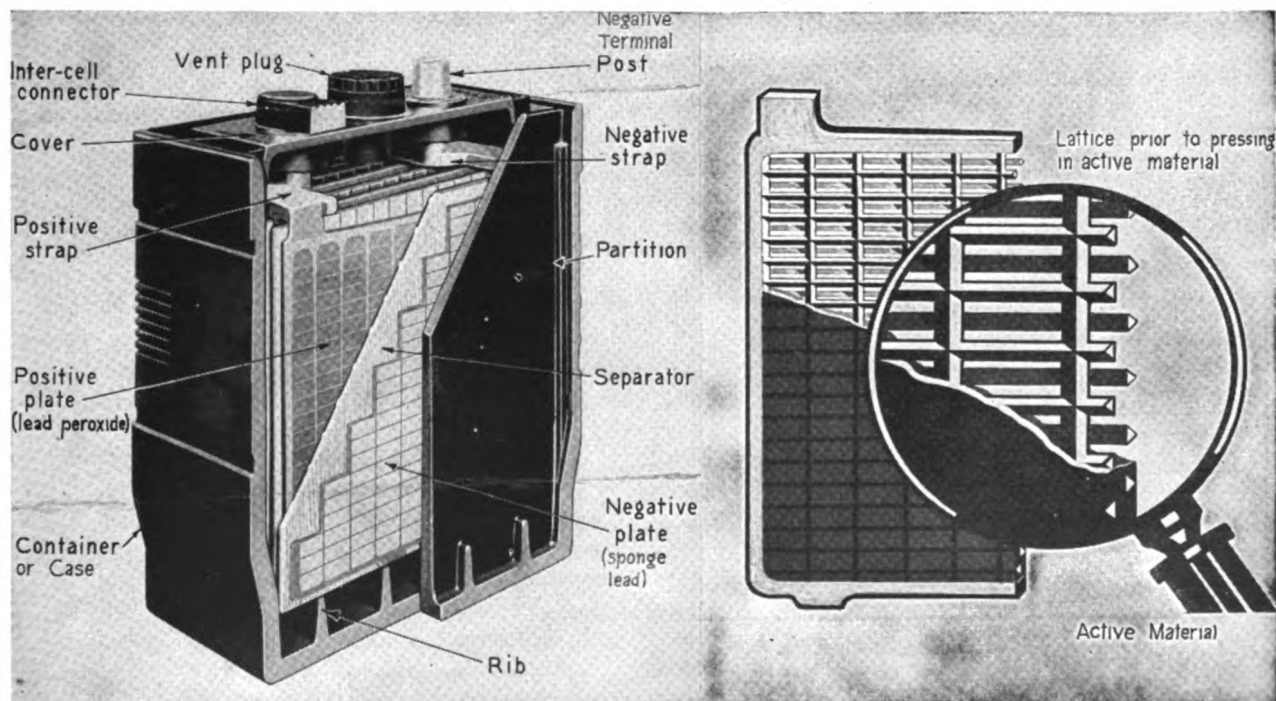 Negative
Terminal
Post
Vent plug
Inter-cell
connector
Cover
Negative
strap
Positive
strap
Partition
Positive
plate
(lead peroxide)
Separator
Negative
plate
(sponge
lead)
Container
or Case
Rib
Lattice prior to pressing
in active material
Active Material